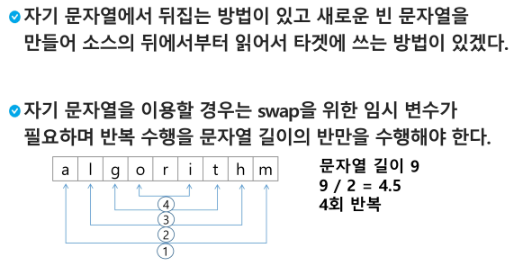 자기 문자열에서 뒤집는 방법이 있고 새로운 빈 문자열을
만들어 소스의 뒤에서부터 읽어서 타겟에 쓰는 방법이 있겠다.
자기 문자열을 이용할 경우는 swap을 위한 임시 변수가
필요하며 반복 수행을 문자열 길이의 반만을 수행해야 한다.
a l g o r i t h m
4
3
2
1
문자열 길이 9
9 / 2 = 4.5
4회 반복